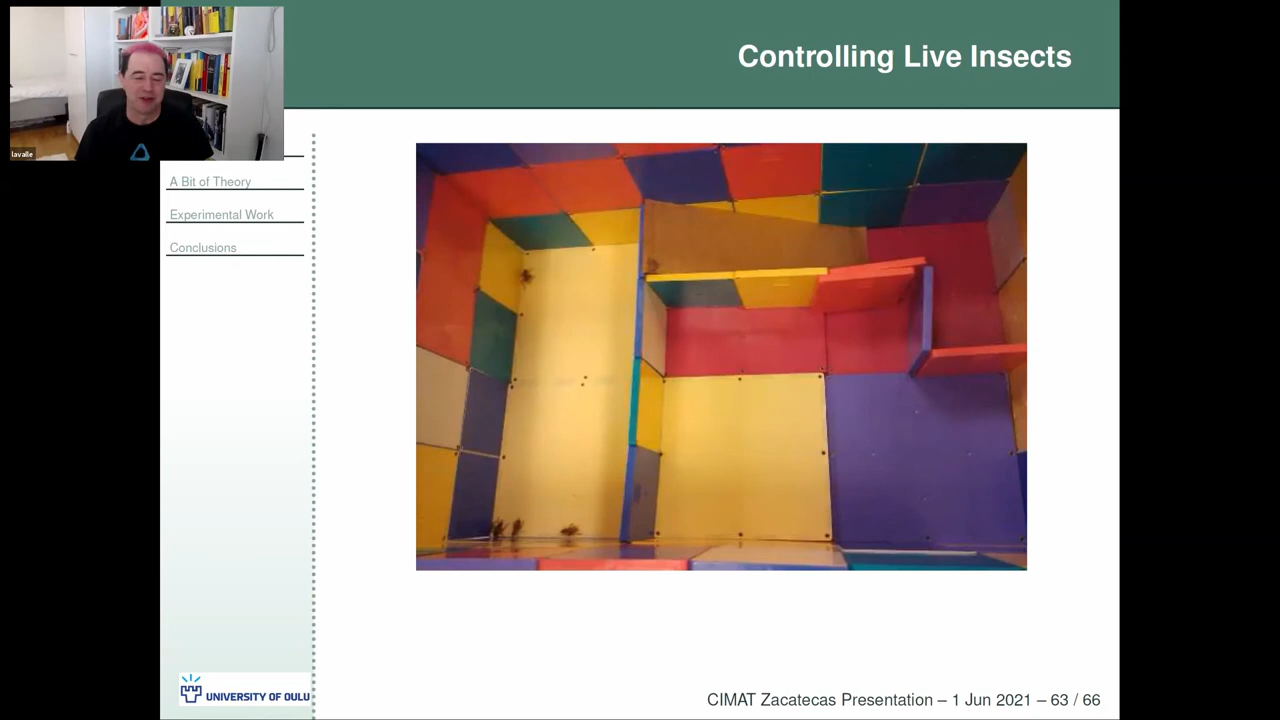 Controlling Live Insects
lavalle
A Bit of Theory
Experimental Work
Conclusions
UNIVERSITY OF OULU
CIMAT Zacatecas Presentation – 1 Jun 2021 – 63 / 66